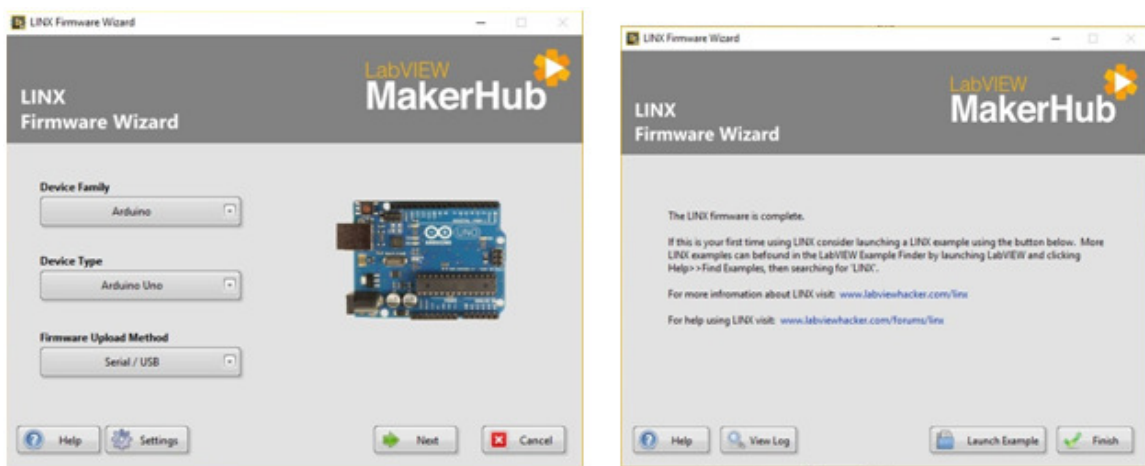 LINX Firmware Wizard
LabVIEW
MakerHub
LINX
Firmware Wizard
Device Family
Arduino
Device Type
Arduino Uno
Firmware Upload Method
Serial / USB
Help
Settings
Next
Cancel
UNO
LINX Firmware Wizard
LabVIEW
MakerHub
LINX
Firmware Wizard
The LINX firmware is complete.
If this is your first time using LINX consider launching a LINX example using the button below. More
LINX examples can befound in the LabVIEW Example Finder by launching LabVIEW and clicking
Help>>Find Examples, then searching for 'LINX'.
For more infromation about LINX visit: www.labviewhacker.com/linx
For help using LINX visit: www.labviewhacker.com/forums/linx
Help
View Log
Launch Example
Finish